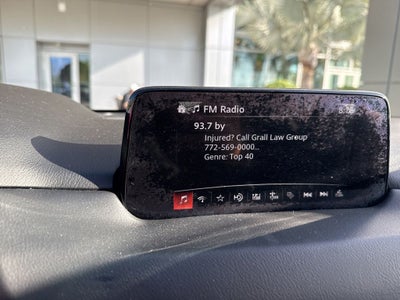 FM Radio
93.7 by
Injured? Call Grail Law Group
772-569-0000..
Genre: Top 40